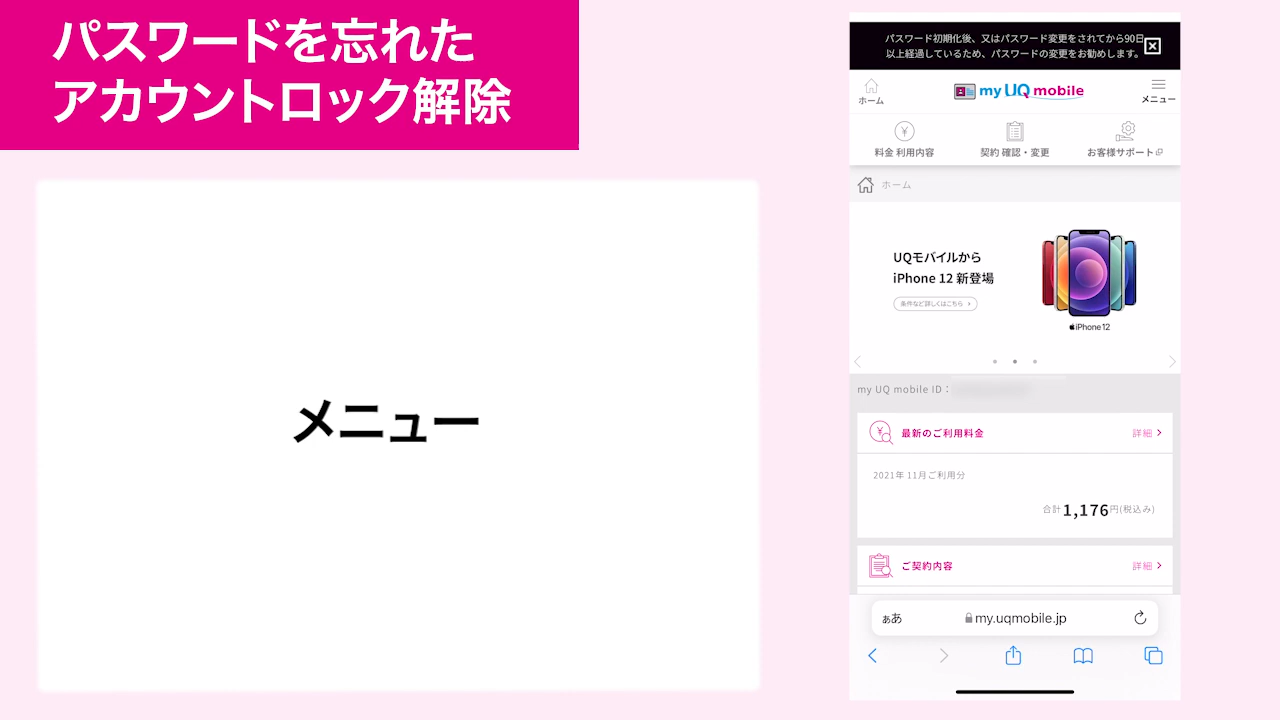 パスワードを忘れた
アカウントロック解除
メニュー
パスワード初期化後、又はパスワード変更をされてから90日
以上経過しているため、パスワードの変更をお勧めします。
ホーム
my UQ mobile
メニュー
料金 利用内容
契約 確認・変更
お客様サポート
ホーム
UQモバイルから
iPhone 12 新登場
条件など詳しくはこちら
iPhone12
my UQ mobile ID：
最新のご利用料金
詳細
2021年 11月ご利用分
合計1,176円(税込み)
ご契約内容
詳細
ぁあ
my.uqmobile.jp